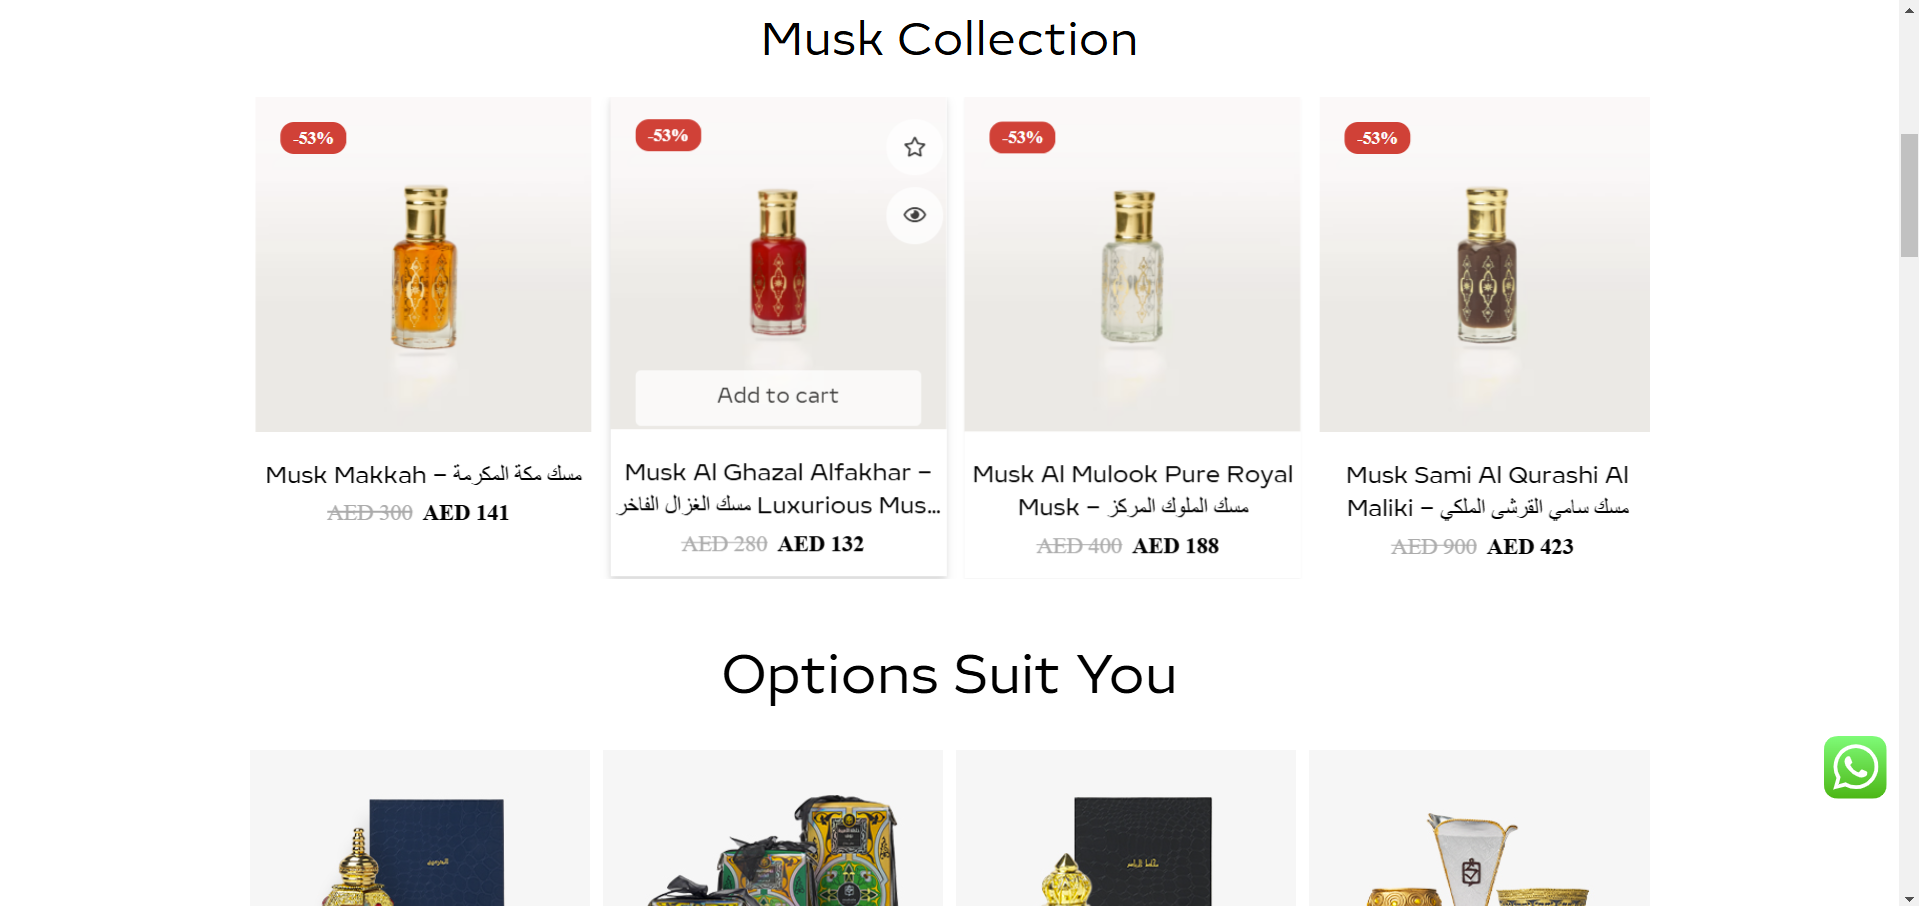 Musk Collection
-53%
-53%
-53%
-53%
Add to cart
Musk Makkah – مسك مكة المكرمة
AED 300 AED 141
Musk Al Ghazal Alfakhar –
مسك الغزال الفاخر Luxurious Mus...
AED 280 AED 132
Musk Al Mulook Pure Royal
Musk – مسك الملوك المركز
AED 400 AED 188
Musk Sami Al Qurashi Al
Maliki – مسك سامي القرشى الملكي
AED 900 AED 423
Options Suit You